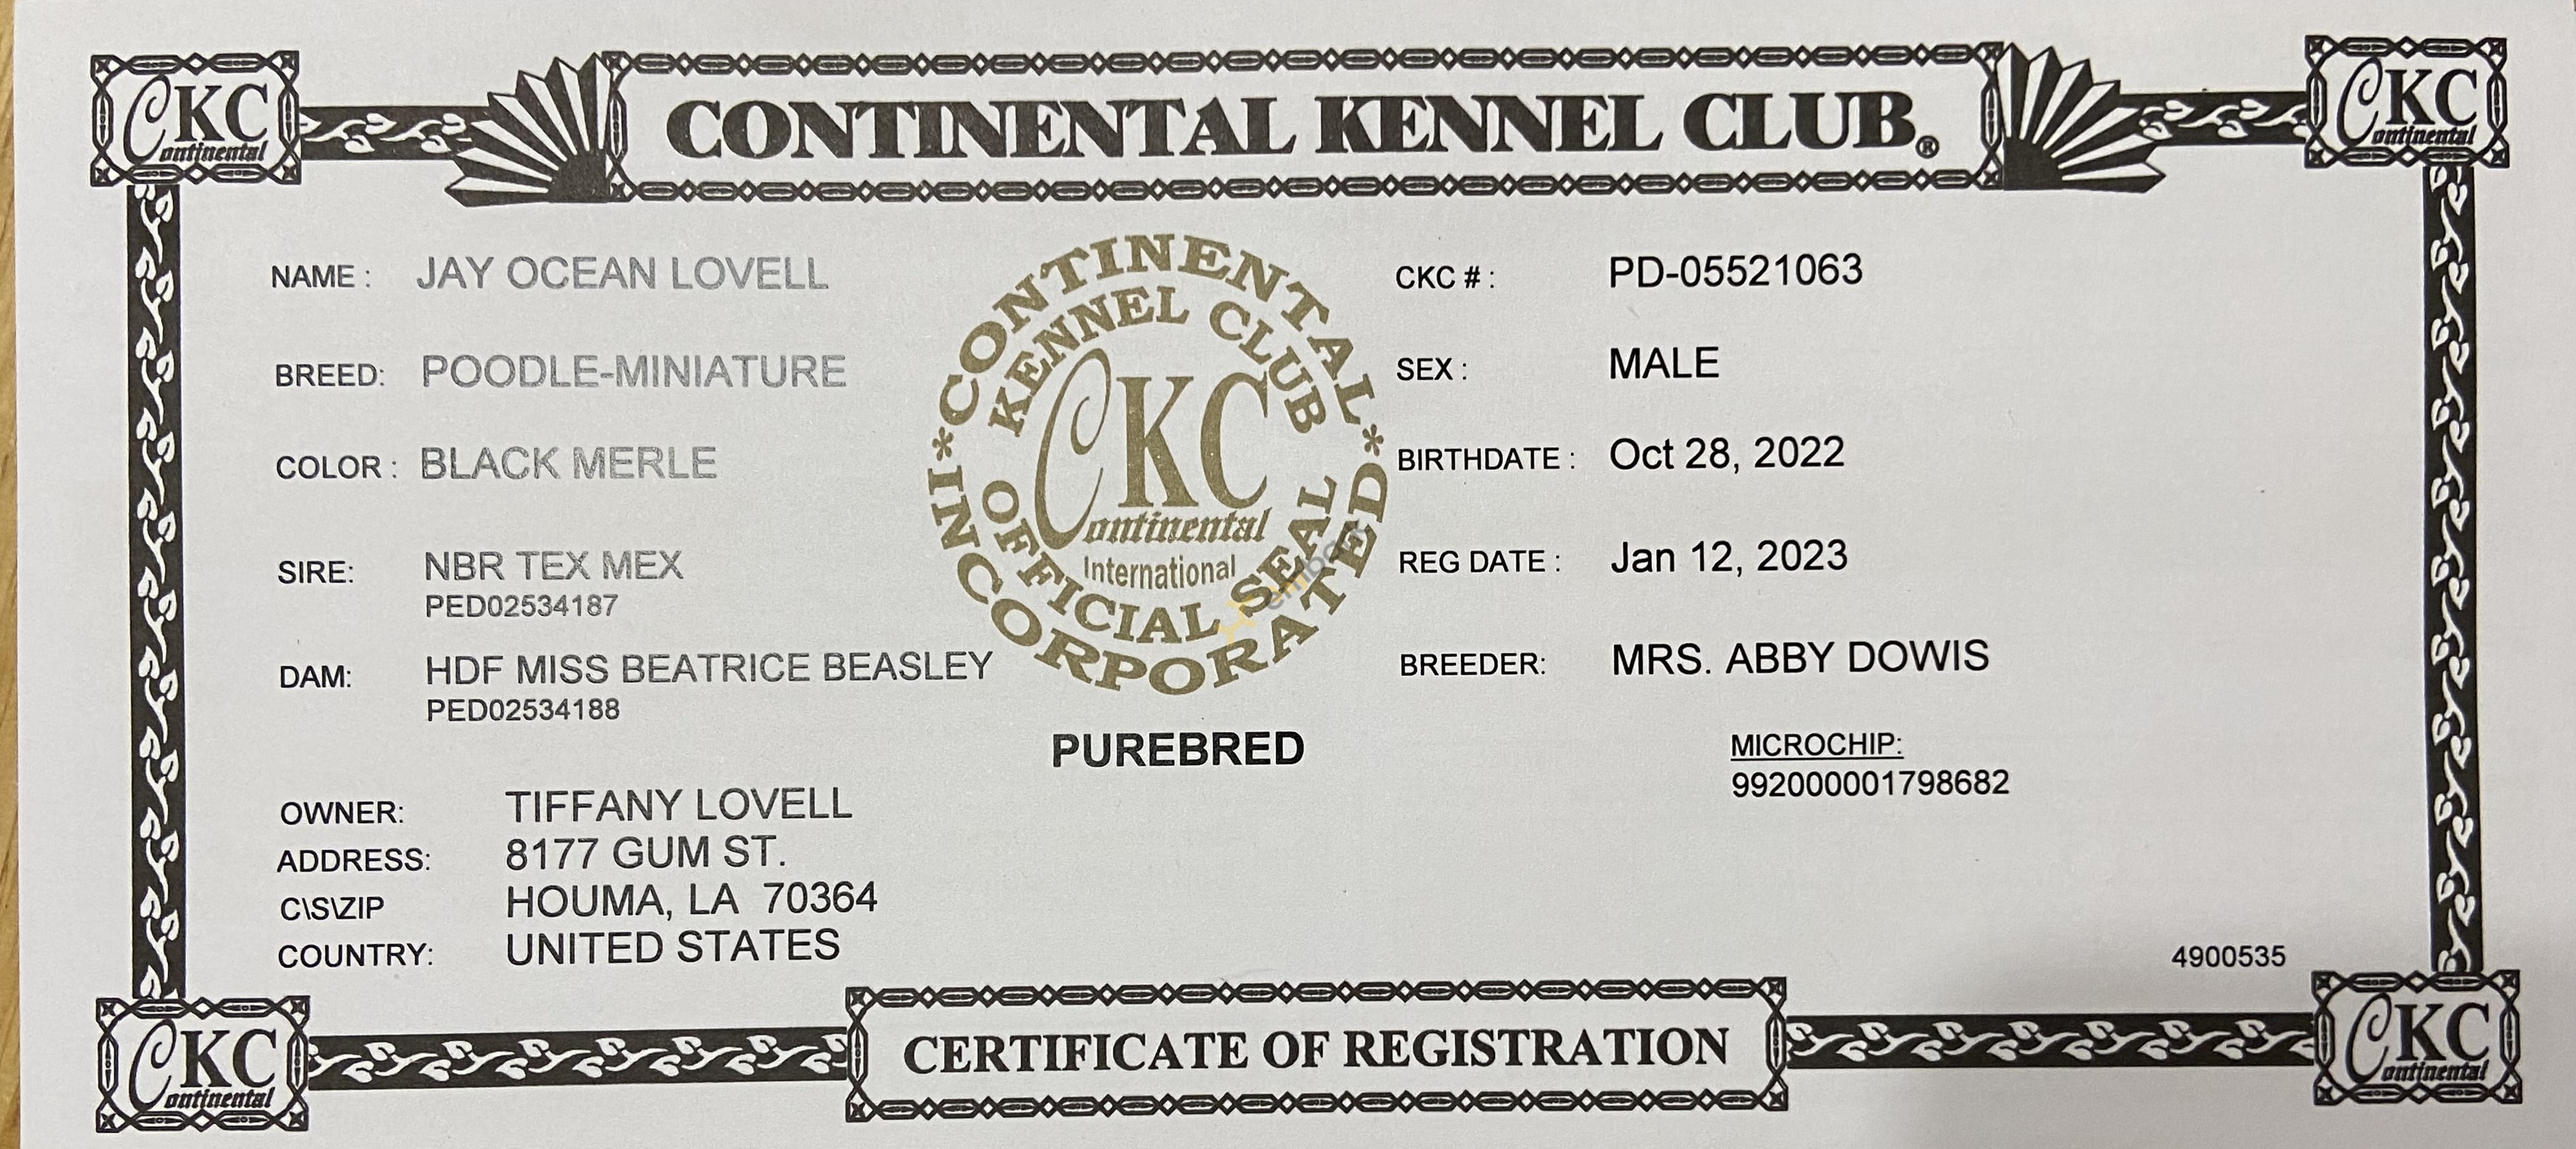 CKC
Continental
CONTINENTAL KENNEL CLUB®
CKC
Continental
NAME : JAY OCEAN LOVELL
BREED: POODLE-MINIATURE
COLOR : BLACK MERLE
SIRE: NBR TEX MEX
PED02534187
DAM: HDF MISS BEATRICE BEASLEY
PED02534188
OWNER: TIFFANY LOVELL
ADDRESS: 8177 GUM ST.
C\S\ZIP HOUMA, LA 70364
COUNTRY: UNITED STATES
*CONTINENTAL*
KENNEL CLUB
CKC
Continental
International
OFFICIAL SEAL
INCORPORATED
embark
PUREBRED
CKC # : PD-05521063
SEX : MALE
BIRTHDATE : Oct 28, 2022
REG DATE : Jan 12, 2023
BREEDER: MRS. ABBY DOWIS
MICROCHIP:
992000001798682
4900535
CKC
Continental
CERTIFICATE OF REGISTRATION
CKC
Continental